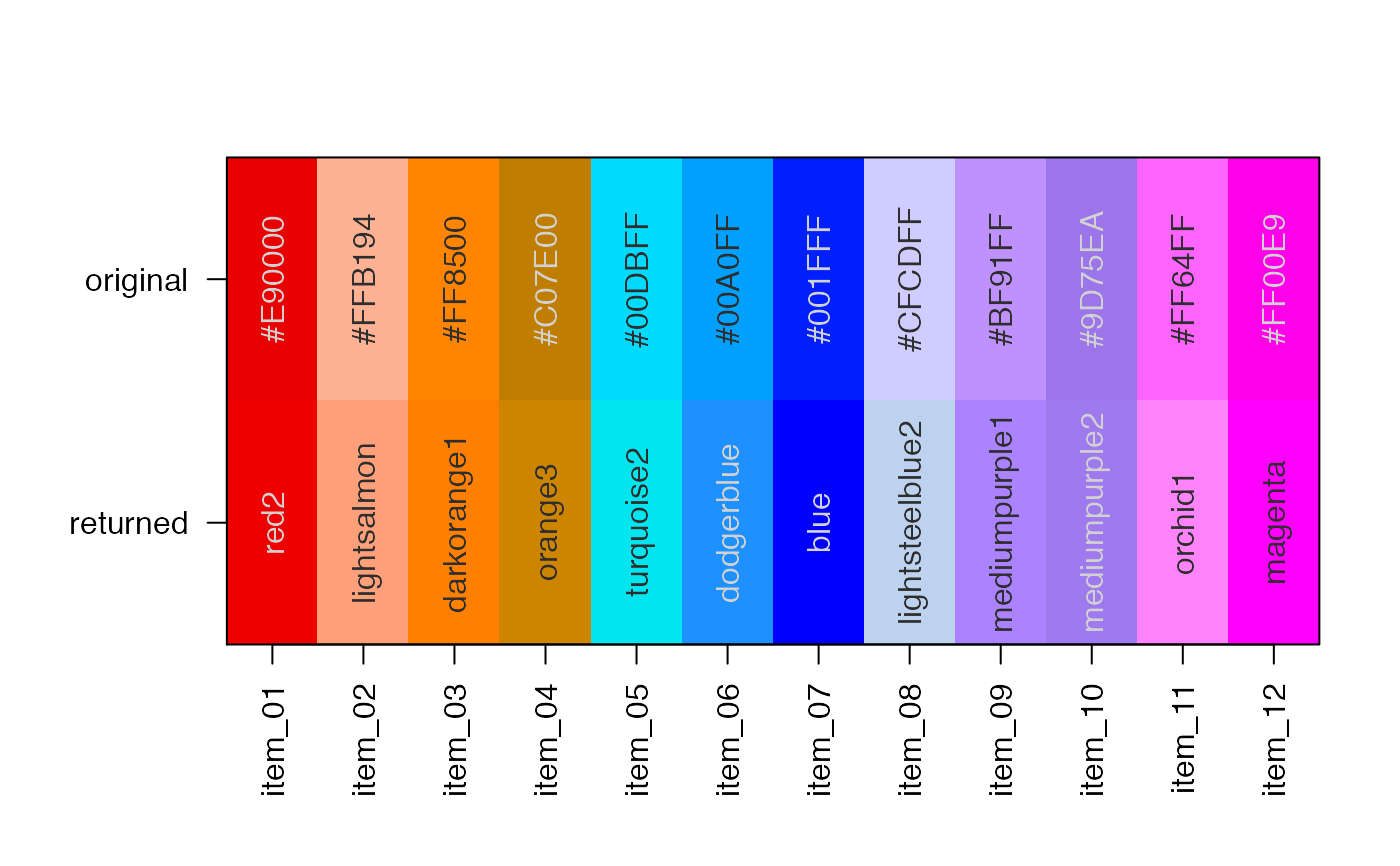 original
#E90000
#FFB194
#FF8500
#C07E00
#00DBFF
#00A0FF
#001FFF
#CFCDFF
#BF91FF
#9D75EA
#FF64FF
#FF00E9
returned
red2
lightsalmon
darkorange1
orange3
turquoise2
dodgerblue
blue
lightsteelblue2
mediumpurple1
mediumpurple2
orchid1
magenta
item_01
item_02
item_03
item_04
item_05
item_06
item_07
item_08
item_09
item_10
item_11
item_12